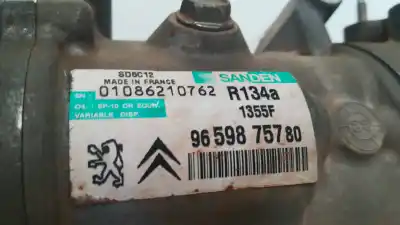 SD6C12
MADE IN FRANCE
SANDEN
SN: 01086210762 R134a
OIL: SP-10 OR EQUIV. 1355F
VARIABLE DISP.
96 598 757 80